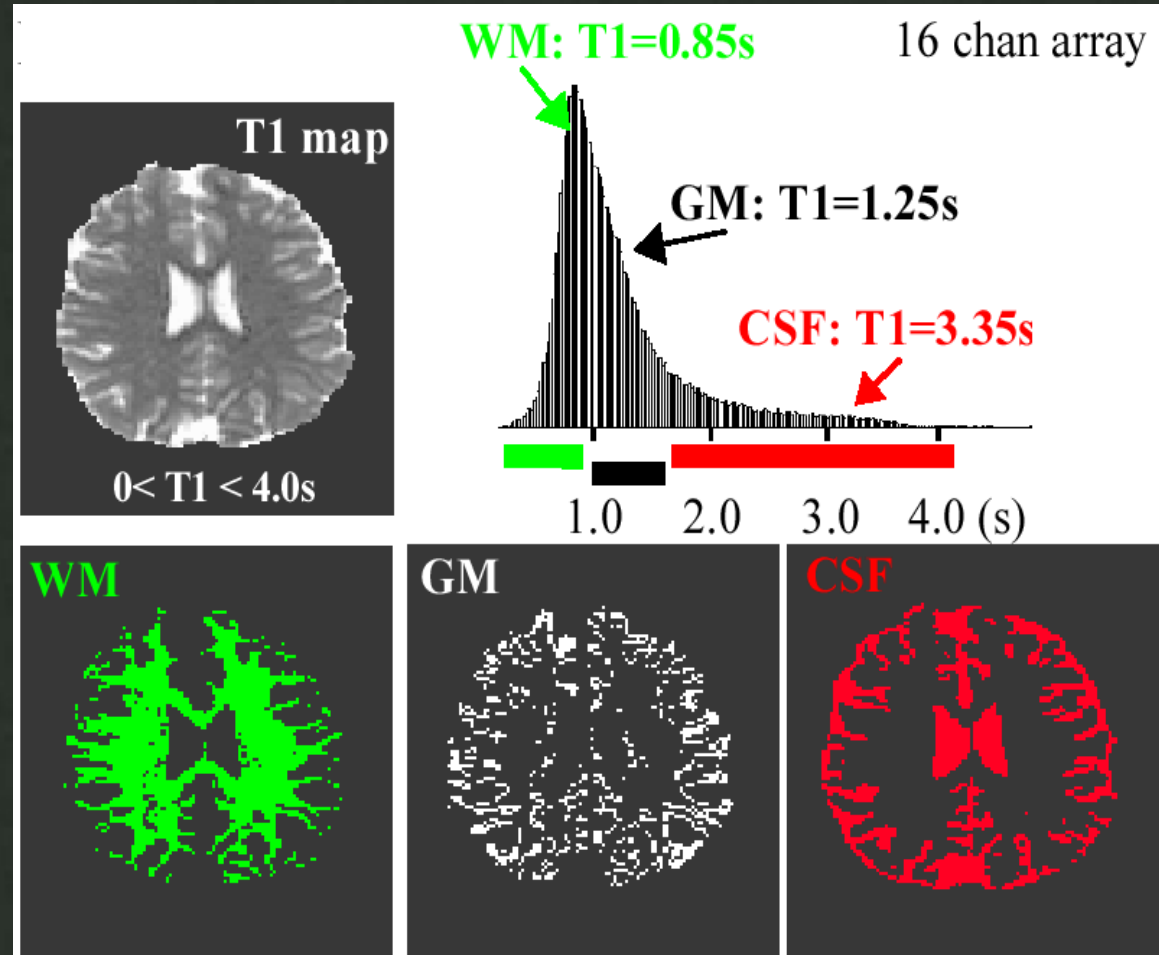 WM: T1=0.85s
16 chan array
T1 map
GM: T1=1.25s
CSF: T1=3.35s
0< T1 < 4.0s
1.0 2.0 3.0 4.0 (s)
WM
GM
CSF